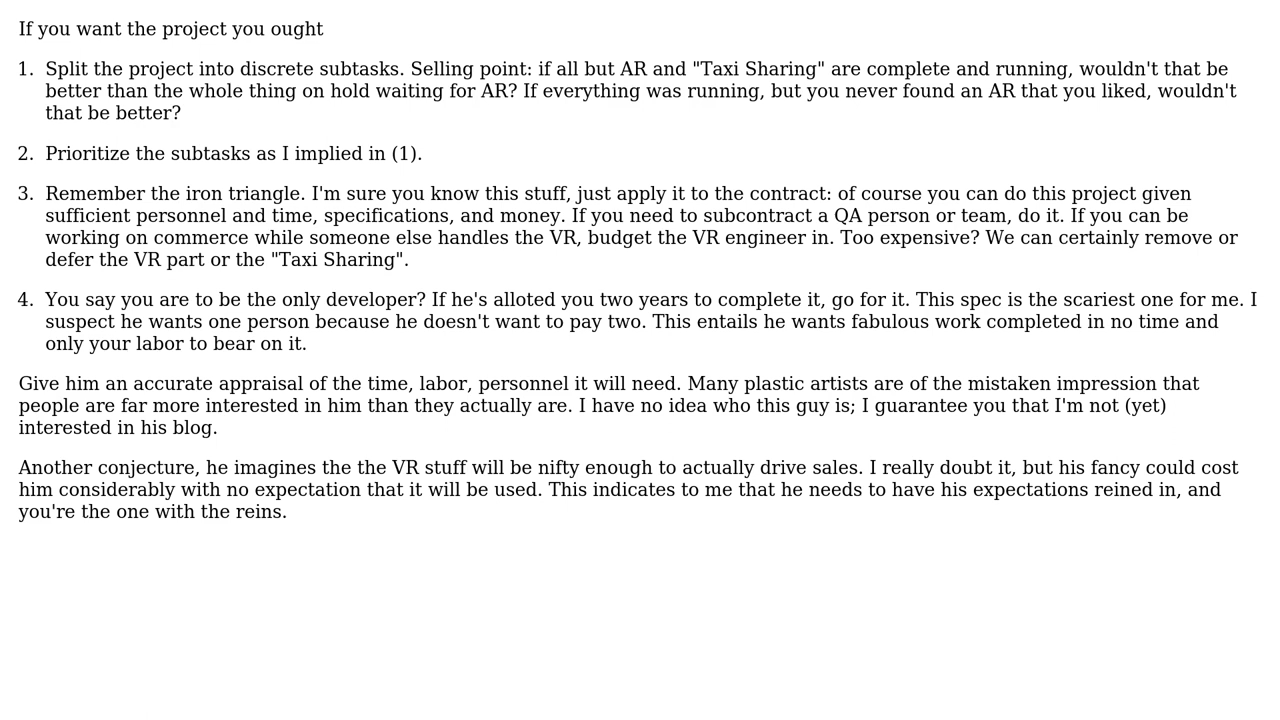 If you want the project you ought
1. Split the project into discrete subtasks. Selling point: if all but AR and "Taxi Sharing" are complete and running, wouldn't that be
better than the whole thing on hold waiting for AR? If everything was running, but you never found an AR that you liked, wouldn't
that be better?
2. Prioritize the subtasks as I implied in (1).
3. Remember the iron triangle. I'm sure you know this stuff, just apply it to the contract: of course you can do this project given
sufficient personnel and time, specifications, and money. If you need to subcontract a QA person or team, do it. If you can be
working on commerce while someone else handles the VR, budget the VR engineer in. Too expensive? We can certainly remove or
defer the VR part or the "Taxi Sharing".
4. You say you are to be the only developer? If he's alloted you two years to complete it, go for it. This spec is the scariest one for me. I
suspect he wants one person because he doesn't want to pay two. This entails he wants fabulous work completed in no time and
only your labor to bear on it.
Give him an accurate appraisal of the time, labor, personnel it will need. Many plastic artists are of the mistaken impression that
people are far more interested in him than they actually are. I have no idea who this guy is; I guarantee you that I'm not (yet)
interested in his blog.
Another conjecture, he imagines the the VR stuff will be nifty enough to actually drive sales. I really doubt it, but his fancy could cost
him considerably with no expectation that it will be used. This indicates to me that he needs to have his expectations reined in, and
you're the one with the reins.